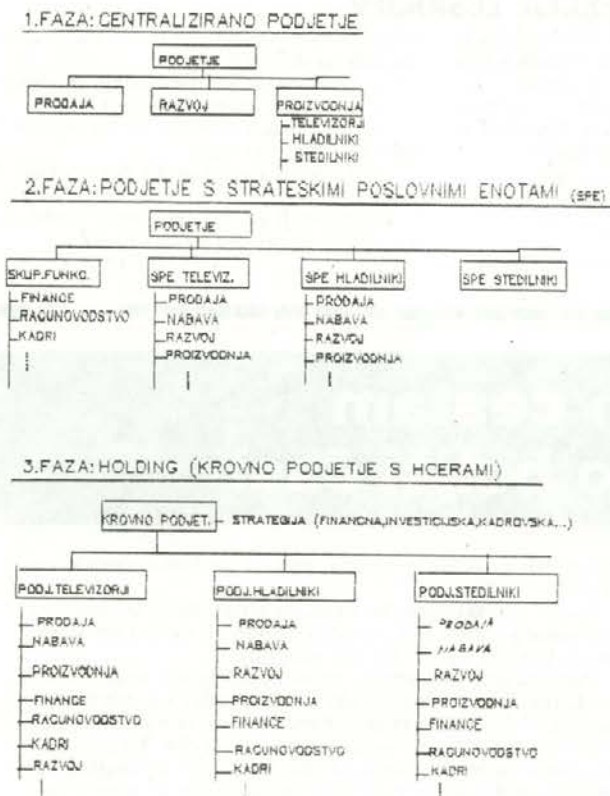 1.FAZA: CENTRALIZIRANO PODJETJE
PODJETJE
PRODAJA
RAZVOJ
PROIZVODNJA
TELEVIZORJI
HLADILNIKI
STEDILNIKI
2.FAZA: PODJETJE S STRATESKIMI POSLOVNIMI ENOTAMI (SPE)
PODJETJE
SKUP.FUNKC.
FINANCE
RACUNOVODSTVO
KADRI
SPE TELEVIZ.
PRODAJA
NABAVA
RAZVOJ
PROIZVODNJA
SPE HLADILNIKI
PRODAJA
NABAVA
RAZVOJ
PROIZVODNJA
SPE STEDILNIKI
3.FAZA: HOLDING (KROVNO PODJETJE S HCERAMI)
KROVNO PODJET. - STRATEGIJA (FINANCNA,INVESTICIJSKA,KADROVSKA...)
PODJ.TELEVIZORJI
PRODAJA
NABAVA
PROIZVODNJA
FINANCE
RACUNOVODSTVO
KADRI
RAZVOJ
PODJ.HLADILNIKI
PRODAJA
NABAVA
RAZVOJ
PROIZVODNJA
FINANCE
RACUNOVODSTVO
KADRI
PODJ.STEDILNIKI
PRODAJA
NABAVA
RAZVOJ
PROIZVODNJA
FINANCE
RACUNOVODSTVO
KADRI